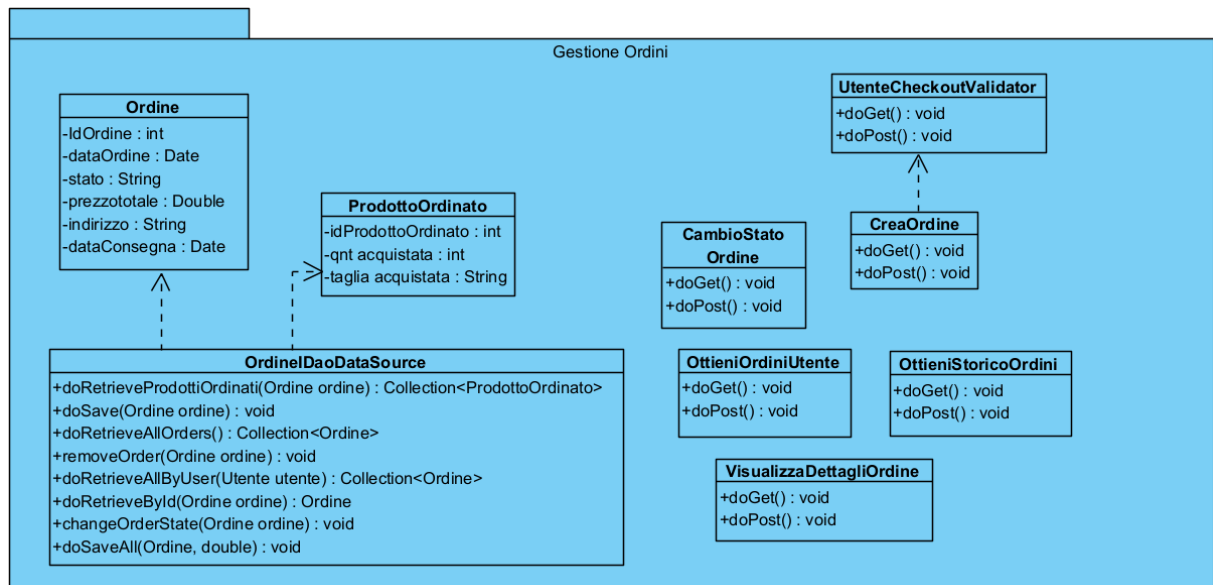 Gestione Ordini
Ordine
-IdOrdine : int
-dataOrdine : Date
-stato : String
-prezzototale : Double
-indirizzo : String
-dataConsegna : Date
ProdottoOrdinato
-idProdottoOrdinato : int
-qnt acquistata : int
-taglia acquistata : String
OrdineIDaoDataSource
+doRetrieveProdottiOrdinati(Ordine ordine) : Collection<ProdottoOrdinato>
+doSave(Ordine ordine) : void
+doRetrieveAllOrders() : Collection<Ordine>
+removeOrder(Ordine ordine) : void
+doRetrieveAllByUser(Utente utente) : Collection<Ordine>
+doRetrieveById(Ordine ordine) : Ordine
+changeOrderState(Ordine ordine) : void
+doSaveAll(Ordine, double) : void
UtenteCheckoutValidator
+doGet() : void
+doPost() : void
CreaOrdine
+doGet() : void
+doPost() : void
CambioStato
Ordine
+doGet() : void
+doPost() : void
OttieniOrdiniUtente
+doGet() : void
+doPost() : void
OttieniStoricoOrdini
+doGet() : void
+doPost() : void
VisualizzaDettagliOrdine
+doGet() : void
+doPost() : void